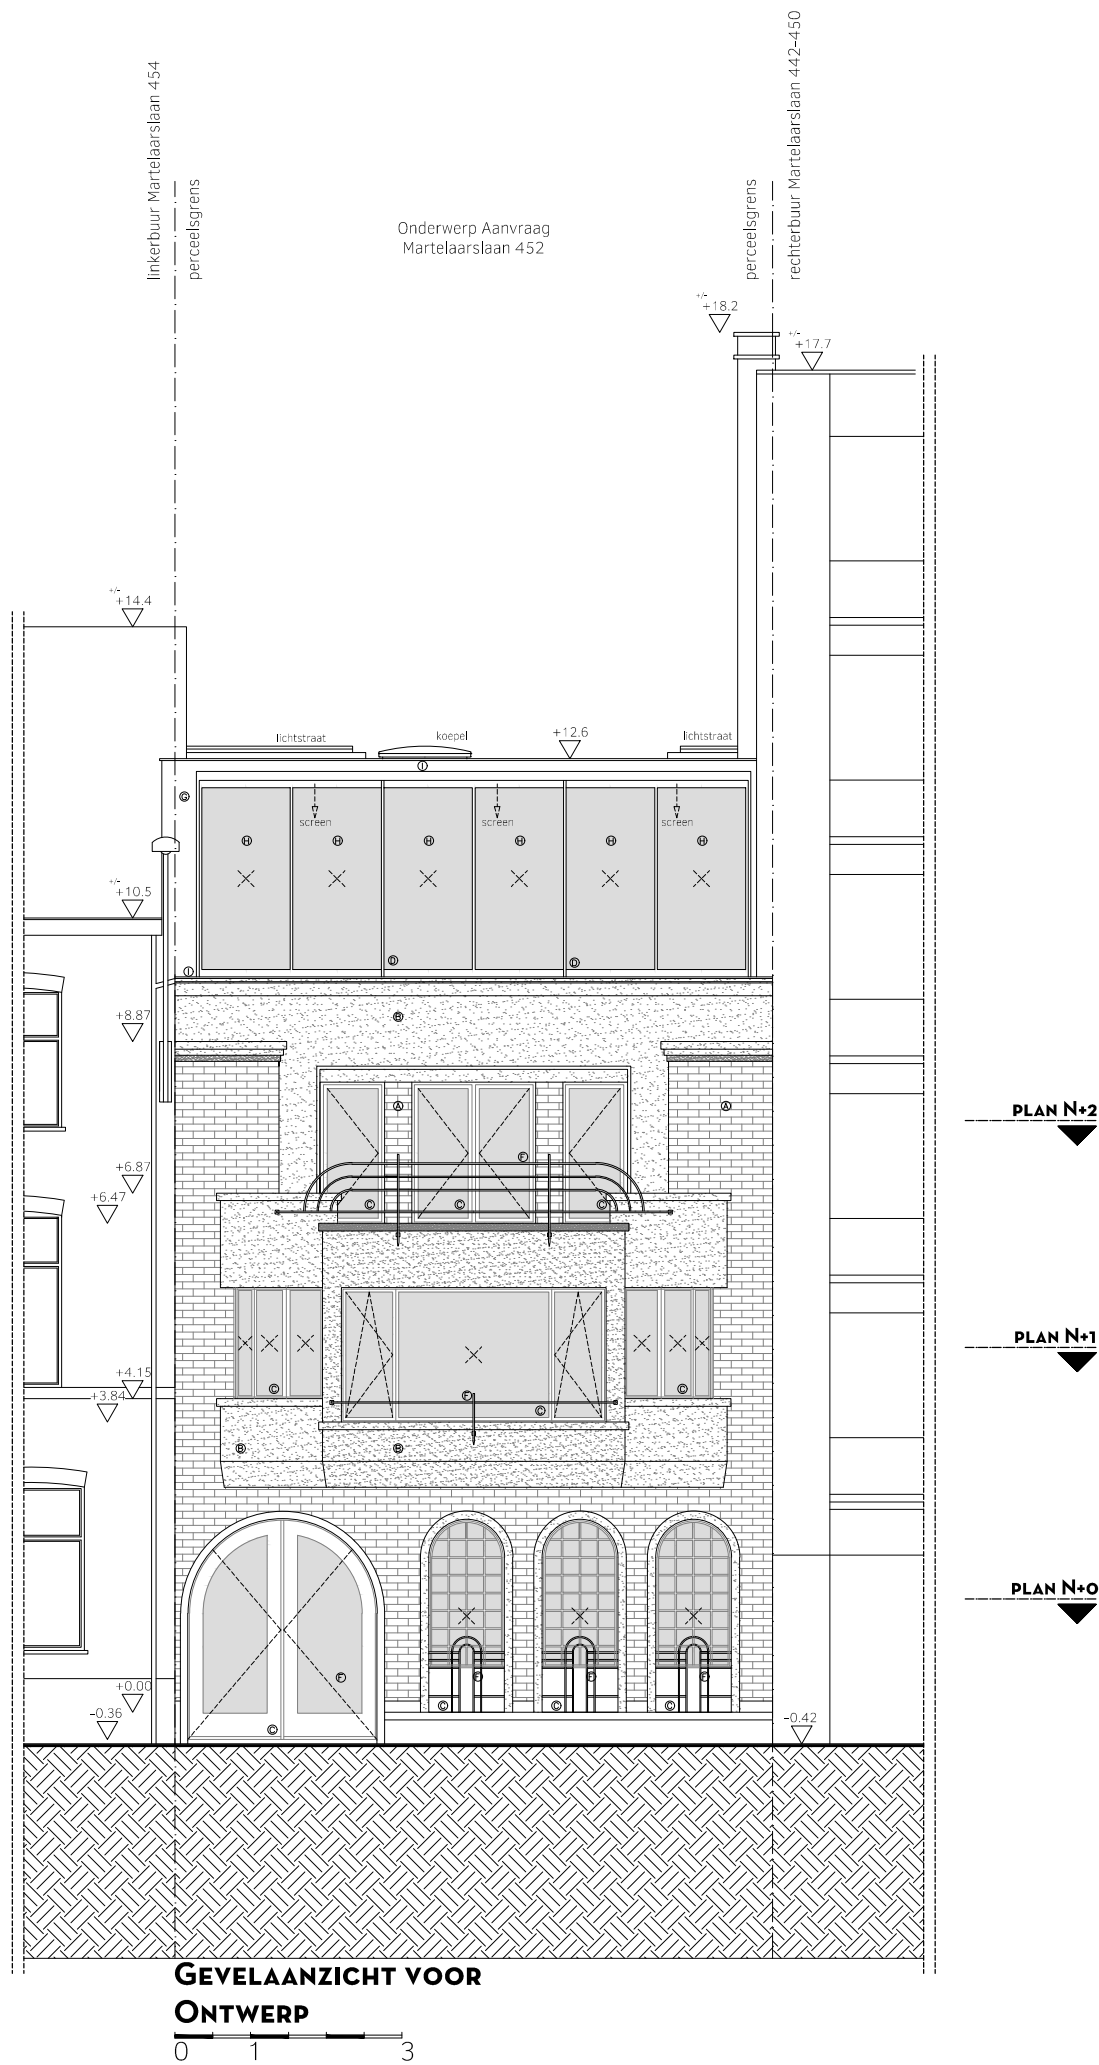 linkerbuur Martelaarslaan 454
perceelsgrens
Onderwerp Aanvraag
Martelaarslaan 452
perceelsgrens
rechterbuur Martelaarslaan 442-450
+/-
+18.2
+/-
+17.7
+/-
+14.4
lichtstraat
koepel
+12.6
lichtstraat
I
G
screen
screen
screen
H
H
H
H
H
H
+/-
+10.5
D
D
I
+8.87
B
A
A
PLAN N+2
F
+6.87
+6.47
C
C
C
PLAN N+1
+4.15
+3.84
C
F
C
C
B
B
PLAN N+0
F
F
F
F
+0.00
-0.36
C
C
C
C
-0.42
GEVELAANZICHT VOOR
ONTWERP
0 1 3